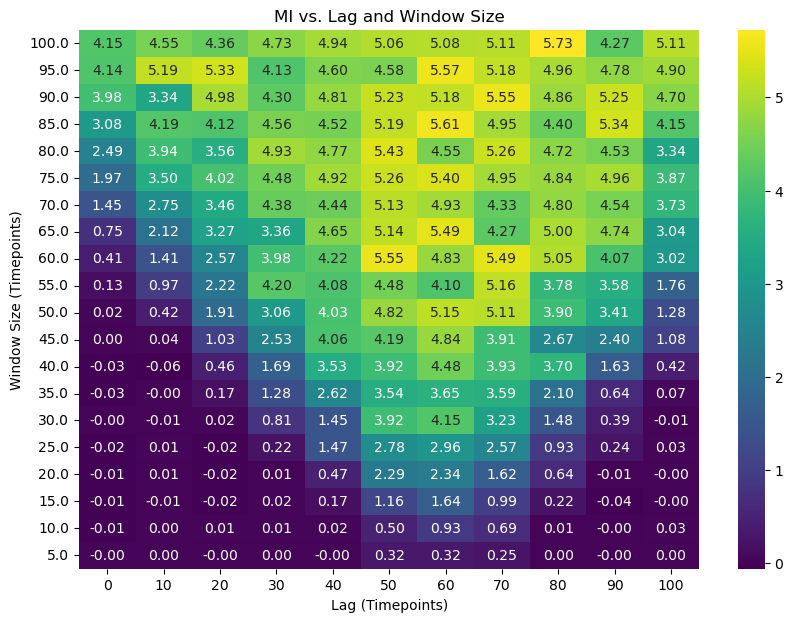 MI vs. Lag and Window Size
100.0 4.15 4.55 4.36 4.73 4.94 5.06 5.08 5.11 5.73 4.27 5.11
95.0 4.14 5.19 5.33 4.13 4.60 4.58 5.57 5.18 4.96 4.78 4.90
90.0 3.98 3.34 4.98 4.30 4.81 5.23 5.18 5.55 4.86 5.25 4.70
85.0 3.08 4.19 4.12 4.56 4.52 5.19 5.61 4.95 4.40 5.34 4.15
80.0 2.49 3.94 3.56 4.93 4.77 5.43 4.55 5.26 4.72 4.53 3.34
75.0 1.97 3.50 4.02 4.48 4.92 5.26 5.40 4.95 4.84 4.96 3.87
70.0 1.45 2.75 3.46 4.38 4.44 5.13 4.93 4.33 4.80 4.54 3.73
65.0 0.75 2.12 3.27 3.36 4.65 5.14 5.49 4.27 5.00 4.74 3.04
60.0 0.41 1.41 2.57 3.98 4.22 5.55 4.83 5.49 5.05 4.07 3.02
55.0 0.13 0.97 2.22 4.20 4.08 4.48 4.10 5.16 3.78 3.58 1.76
50.0 0.02 0.42 1.91 3.06 4.03 4.82 5.15 5.11 3.90 3.41 1.28
45.0 0.00 0.04 1.03 2.53 4.06 4.19 4.84 3.91 2.67 2.40 1.08
40.0 -0.03 -0.06 0.46 1.69 3.53 3.92 4.48 3.93 3.70 1.63 0.42
35.0 -0.03 -0.00 0.17 1.28 2.62 3.54 3.65 3.59 2.10 0.64 0.07
30.0 -0.00 -0.01 0.02 0.81 1.45 3.92 4.15 3.23 1.48 0.39 -0.01
25.0 -0.02 0.01 -0.02 0.22 1.47 2.78 2.96 2.57 0.93 0.24 0.03
20.0 -0.01 0.01 -0.02 0.01 0.47 2.29 2.34 1.62 0.64 -0.01 -0.00
15.0 -0.01 -0.01 -0.02 0.02 0.17 1.16 1.64 0.99 0.22 -0.04 -0.00
10.0 -0.01 0.00 0.01 0.01 0.02 0.50 0.93 0.69 0.01 -0.00 0.03
5.0 -0.00 0.00 -0.00 0.00 -0.00 0.32 0.32 0.25 0.00 -0.00 0.00
0 10 20 30 40 50 60 70 80 90 100
Lag (Timepoints)
Window Size (Timepoints)
5
4
3
2
1
0